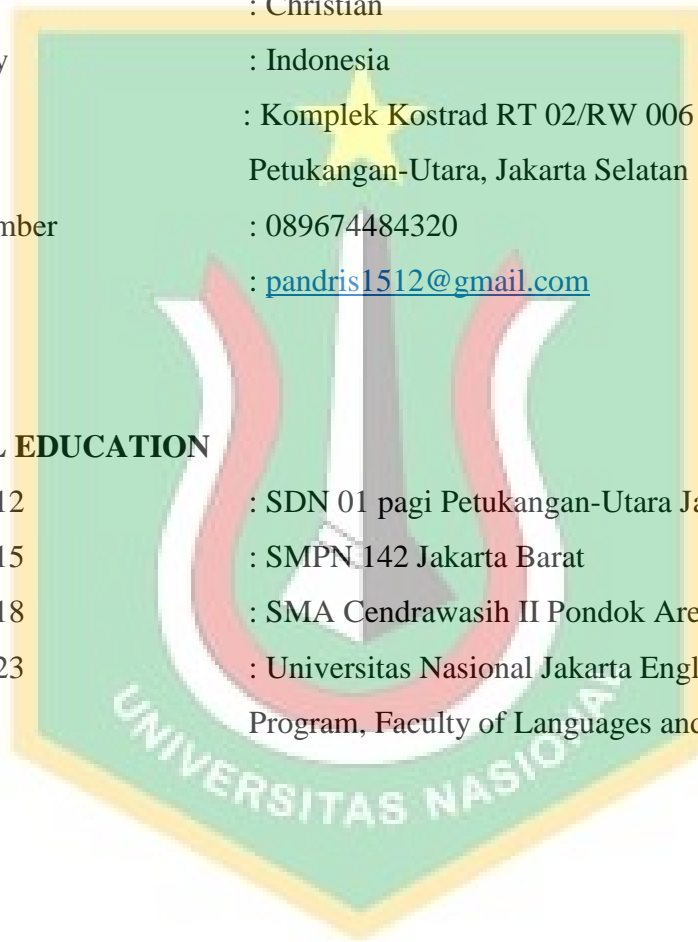 : Christian
y : Indonesia
: Komplek Kostrad RT 02/RW 006
Petukangan-Utara, Jakarta Selatan
mber : 089674484320
: pandris1512@gmail.com
L EDUCATION
12 : SDN 01 pagi Petukangan-Utara Ja
15 : SMPN 142 Jakarta Barat
18 : SMA Cendrawasih II Pondok Are
23 : Universitas Nasional Jakarta Engl
Program, Faculty of Languages and
UNIVERSITAS NASIONAL